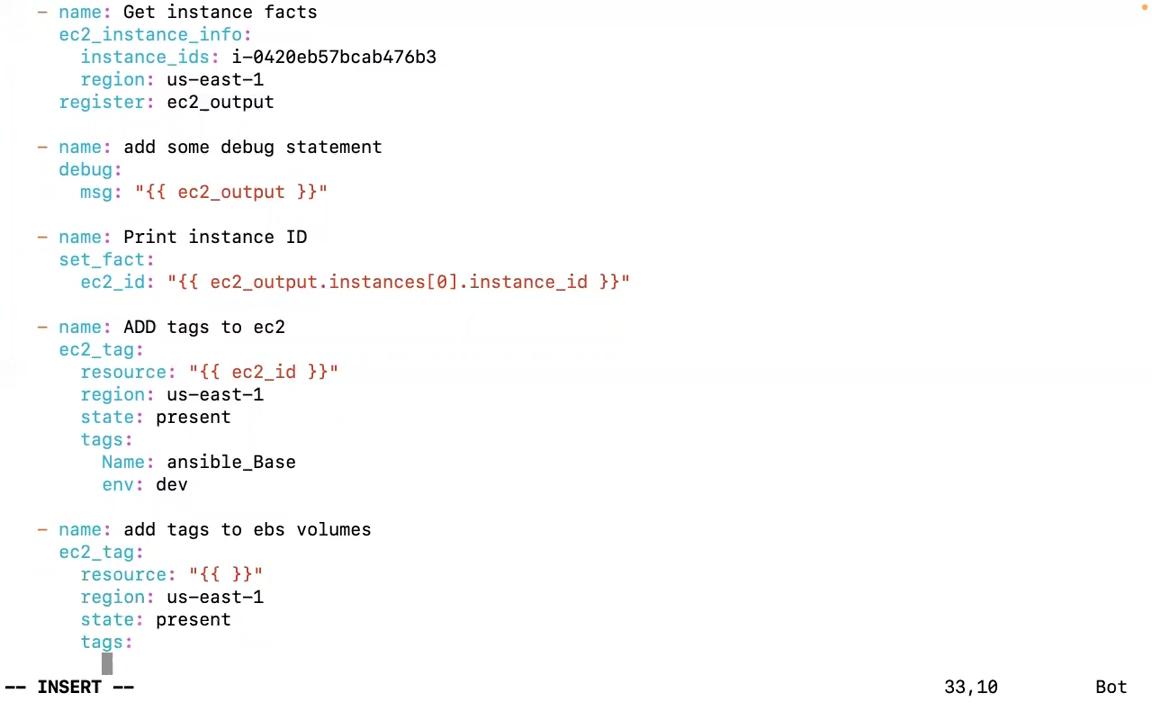 - name: Get instance facts
  ec2_instance_info:
    instance_ids: i-0420eb57bcab476b3
    region: us-east-1
  register: ec2_output

- name: add some debug statement
  debug:
    msg: "{{ ec2_output }}"

- name: Print instance ID
  set_fact:
    ec2_id: "{{ ec2_output.instances[0].instance_id }}"

- name: ADD tags to ec2
  ec2_tag:
    resource: "{{ ec2_id }}"
    region: us-east-1
    state: present
    tags:
      Name: ansible_Base
      env: dev

- name: add tags to ebs volumes
  ec2_tag:
    resource: "{{ }}"
    region: us-east-1
    state: present
    tags:

-- INSERT -- 33,10 Bot